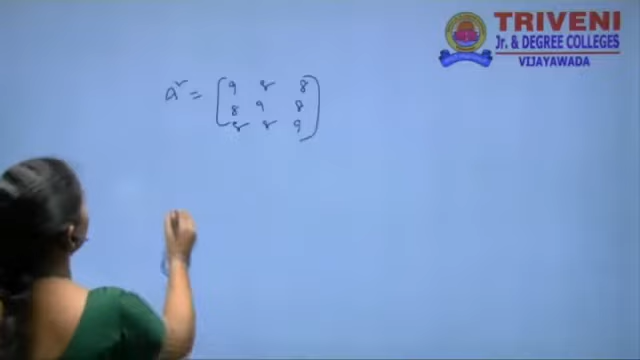 TRIVENI
Jr. & DEGREE COLLEGES
VIJAYAWADA
A² = [9 8 8
8 9 8
8 8 9]